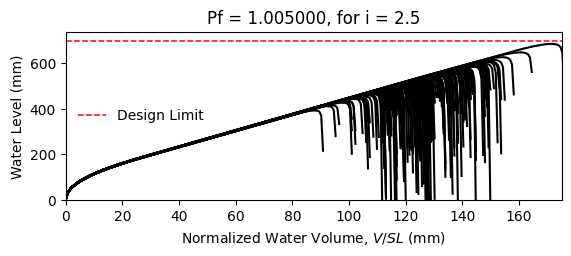 Pf = 1.005000, for i = 2.5
Water Level (mm)
600
400
200
0
Design Limit
0 20 40 60 80 100 120 140 160
Normalized Water Volume, V/SL (mm)